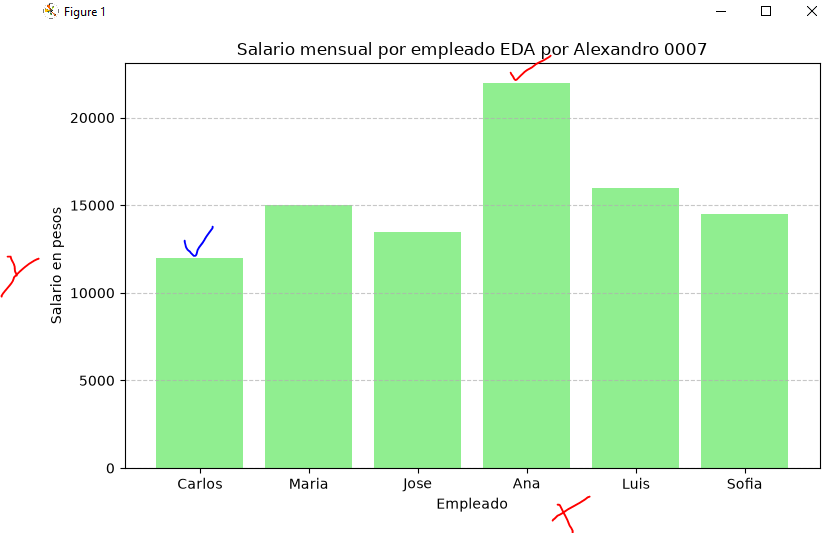 Figure 1
Salario mensual por empleado EDA por Alexandro 0007
20000
15000
10000
5000
0
Salario en pesos
Y
Carlos Maria Jose Ana Luis Sofia
Empleado
X